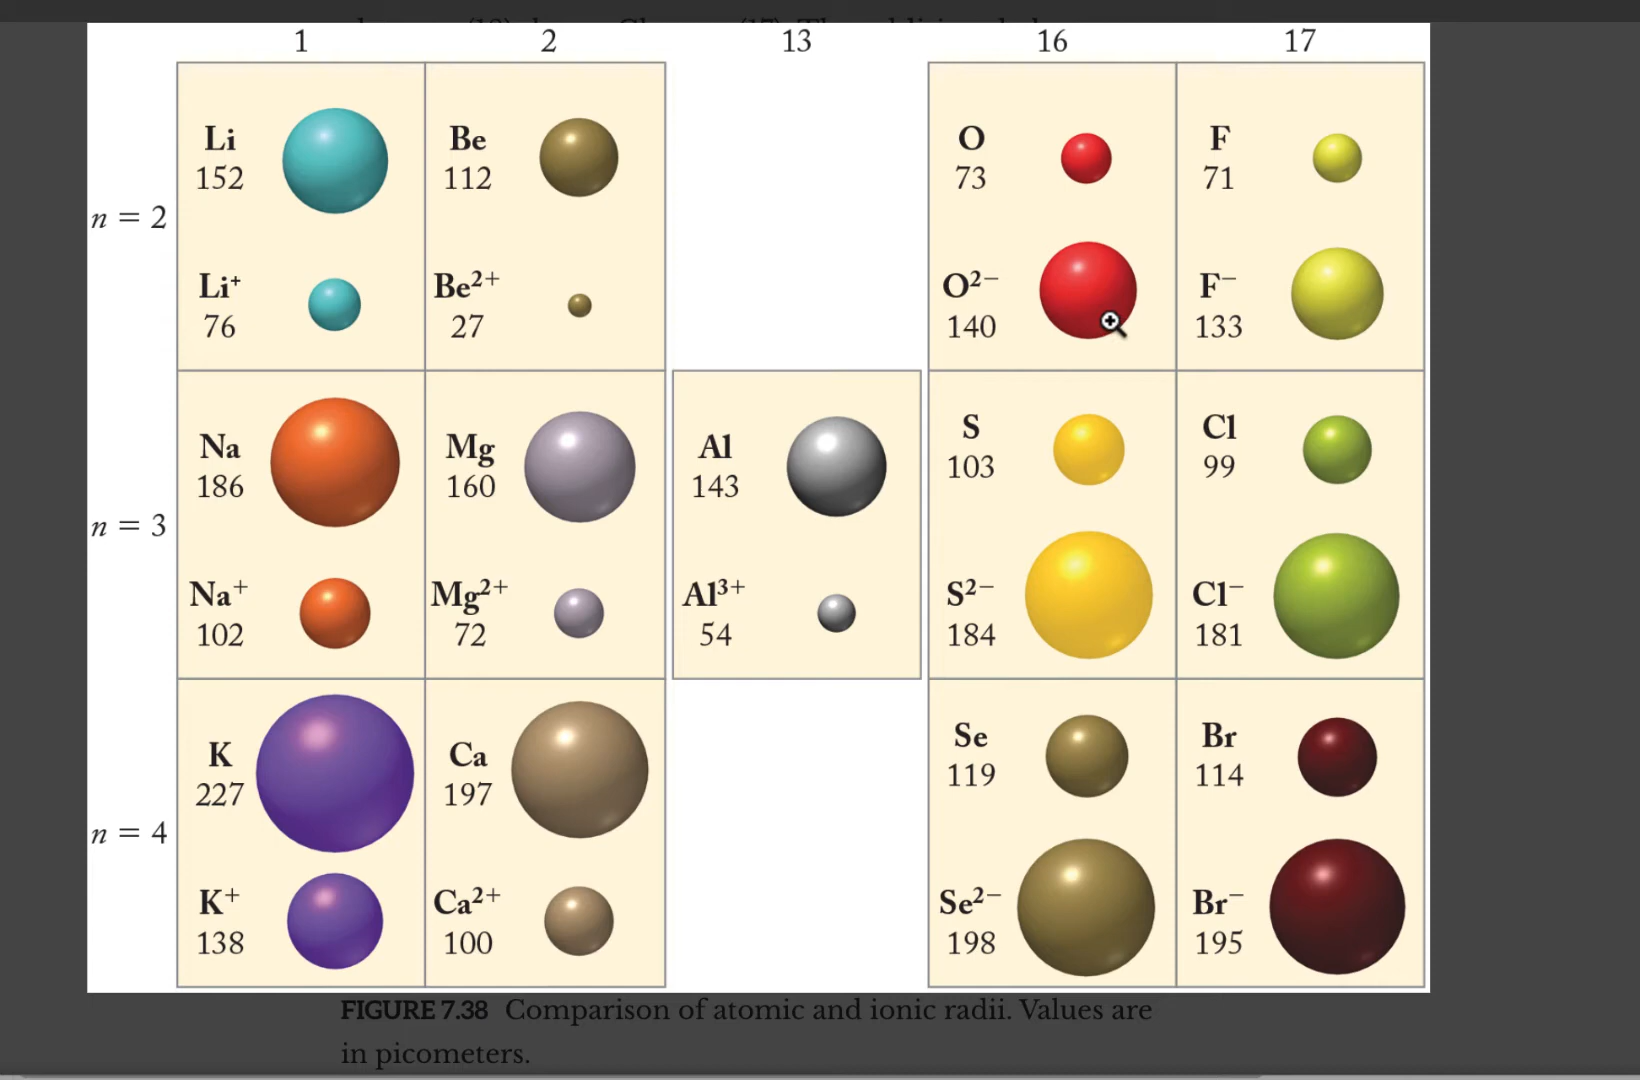 1 2 13 16 17
Li Be O F
152 112 73 71
n = 2
Li⁺ Be²⁺ O²⁻ F⁻
76 27 140 133
Na Mg Al S Cl
186 160 143 103 99
n = 3
Na⁺ Mg²⁺ Al³⁺ S²⁻ Cl⁻
102 72 54 184 181
K Ca Se Br
227 197 119 114
n = 4
K⁺ Ca²⁺ Se²⁻ Br⁻
138 100 198 195
FIGURE 7.38 Comparison of atomic and ionic radii. Values are
in picometers.